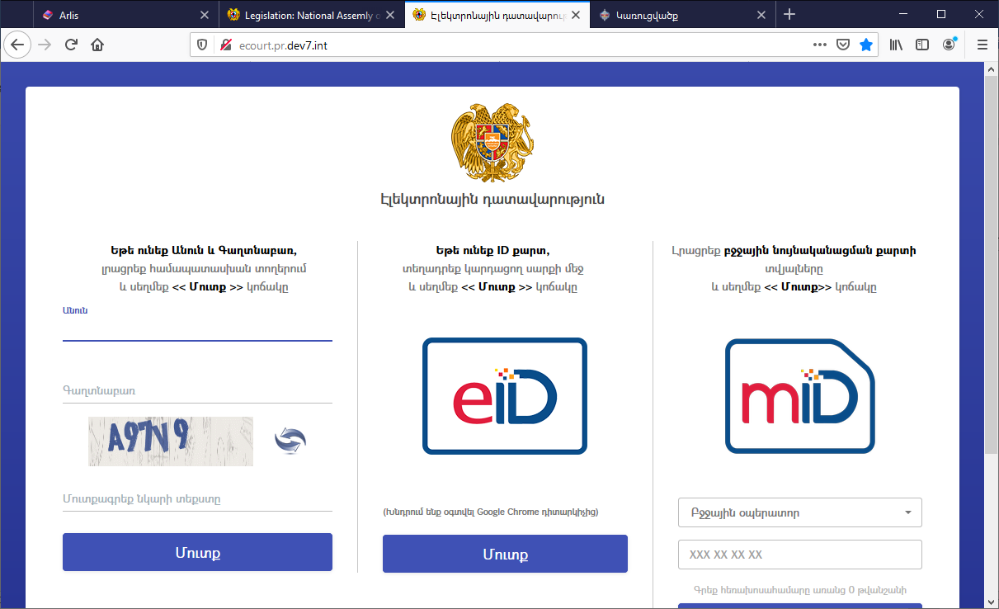 Arlis
Legislation: National Assemly o
Էլեկտրոնային դատավարությ
Կառուցվածք
ecourt.pr.dev7.int
Էլեկտրոնային դատավարություն
Եթե ունեք Անուն և Գաղտնաբառ,
լրացրեք համապատասխան տողերում
և սեղմեք << Մուտք >> կոճակը
Անուն
Գաղտնաբառ
A97V9
Մուտքագրեք նկարի տեքստը
Մուտք
Եթե ունեք ID քարտ,
տեղադրեք կարդացող սարքի մեջ
և սեղմեք << Մուտք >> կոճակը
eiD
(Խնդրում ենք օգտվել Google Chrome դիտարկիչից)
Մուտք
Լրացրեք բջջային նույնականացման քարտի
տվյալները
և սեղմեք << Մուտք>> կոճակը
miD
Բջջային օպերատոր
XXX XX XX XX
Գրեք հեռախոսահամարը առանց 0 թվանշանի